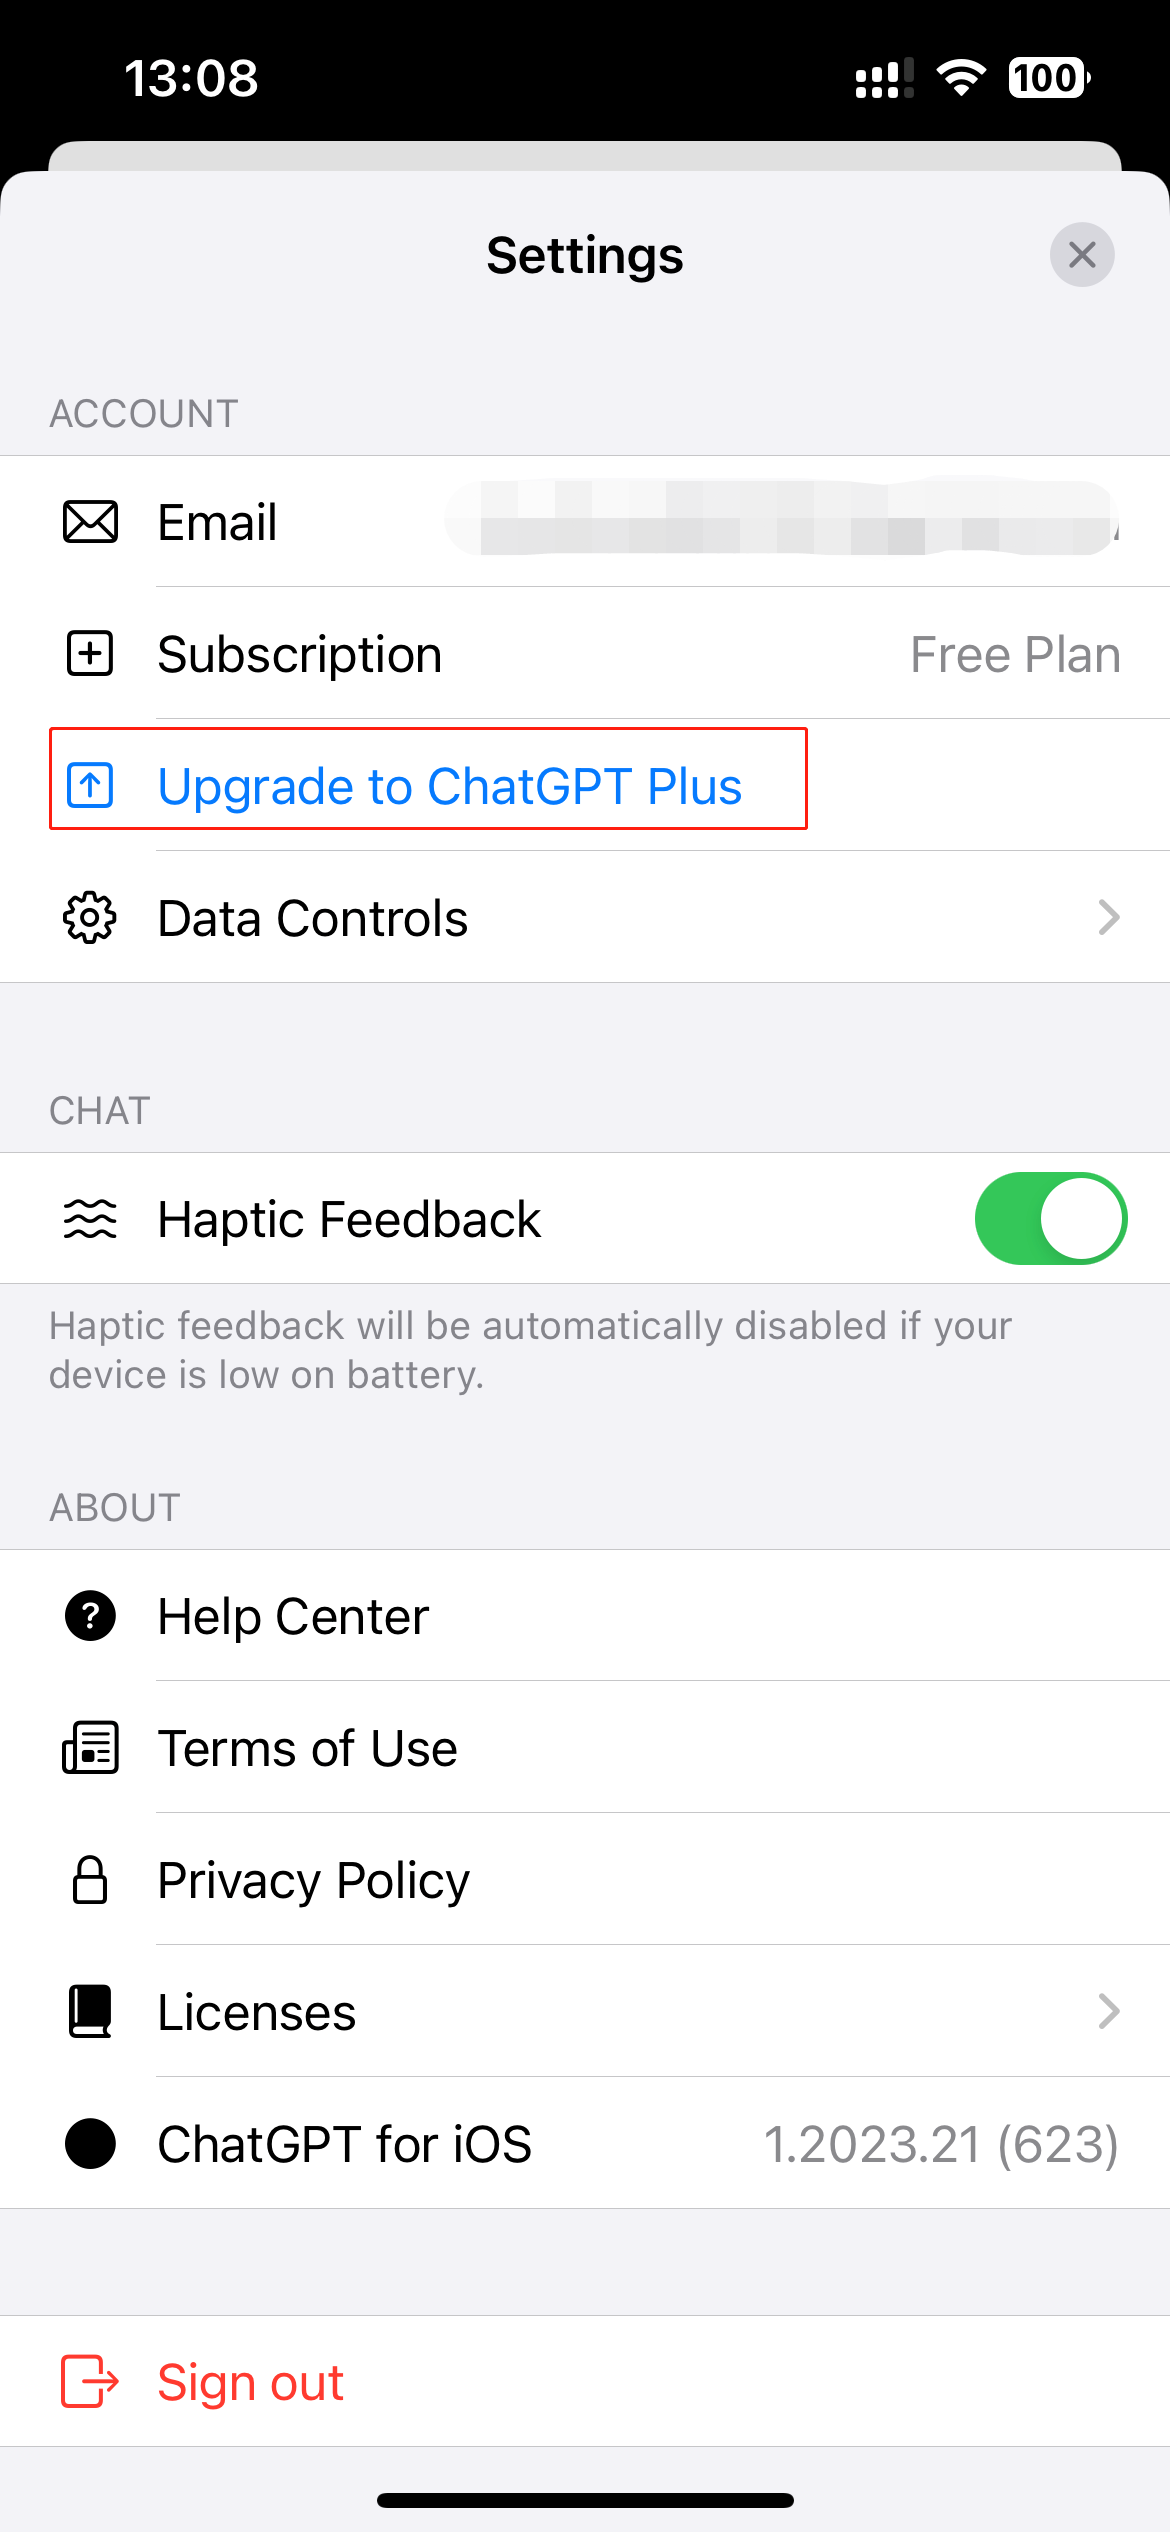 13:08
100
Settings
ACCOUNT
Email
Subscription Free Plan
Upgrade to ChatGPT Plus
Data Controls
CHAT
Haptic Feedback
Haptic feedback will be automatically disabled if your
device is low on battery.
ABOUT
Help Center
Terms of Use
Privacy Policy
Licenses
ChatGPT for iOS 1.2023.21 (623)
Sign out